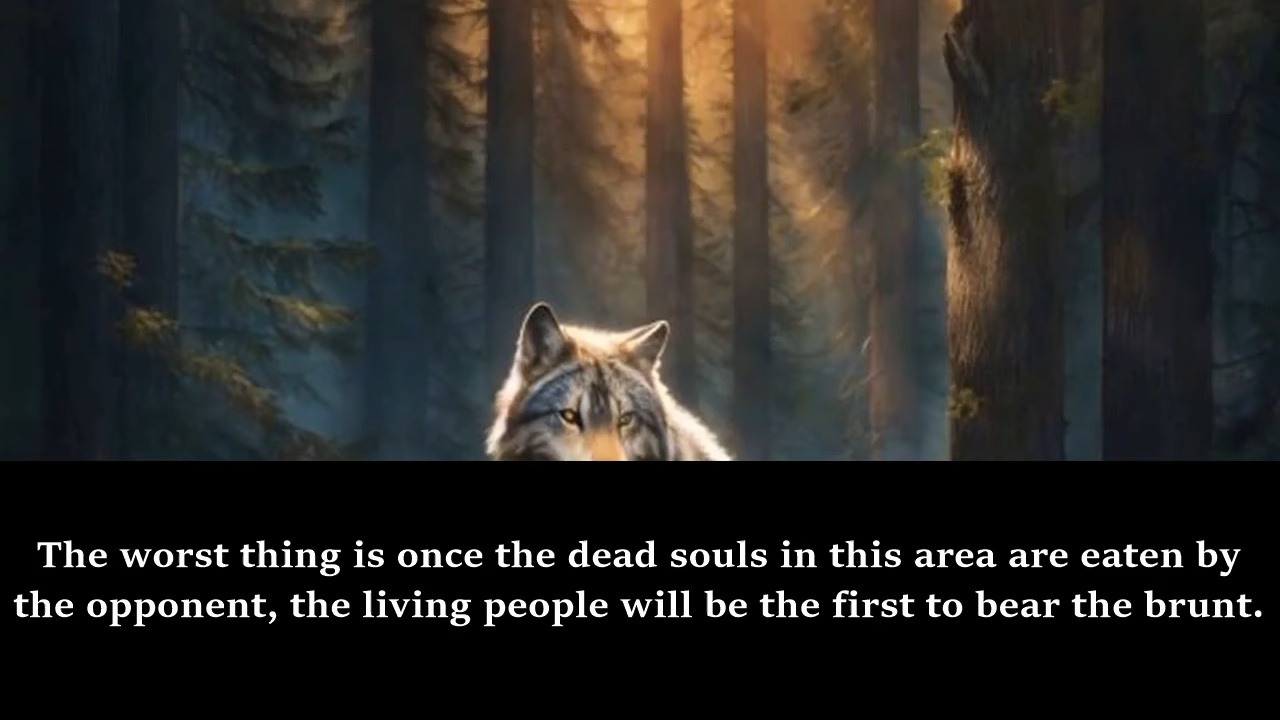 The worst thing is once the dead souls in this area are eaten by
the opponent, the living people will be the first to bear the brunt.